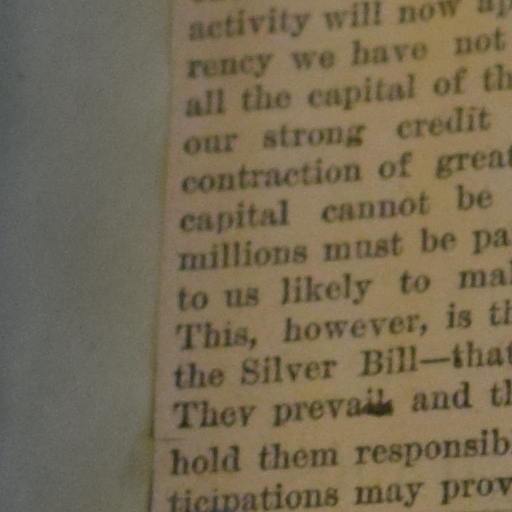 activity will now
rency we have not
all the capital of th
our strong credit
contraction of great
capital cannot be
millions must be pa
to us likely to mal
This, however, is th
the Silver Bill—that
They prevail and th
hold them responsib
ticipations may prov